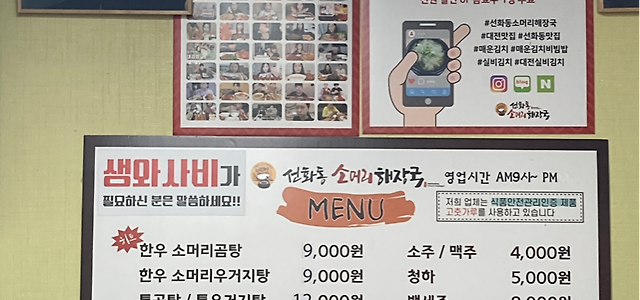 #선화동소머리해장국
#대전맛집 #선화동맛집
#매운김치 #매운김치비빔밥
#실비김치 #대전실비김치
blog
N
선화동
소머리해장국
생와사비가
필요하신 분은 말씀하세요!!
선화동 소머리해장국
영업시간 AM9시~ PM
MENU
저희 업체는 식품안전관리인증 제품
고춧가루를 사용하고 있습니다
한우 소머리곰탕 9,000원
소주 / 맥주 4,000원
한우 소머리우거지탕 9,000원
청하 5,000원